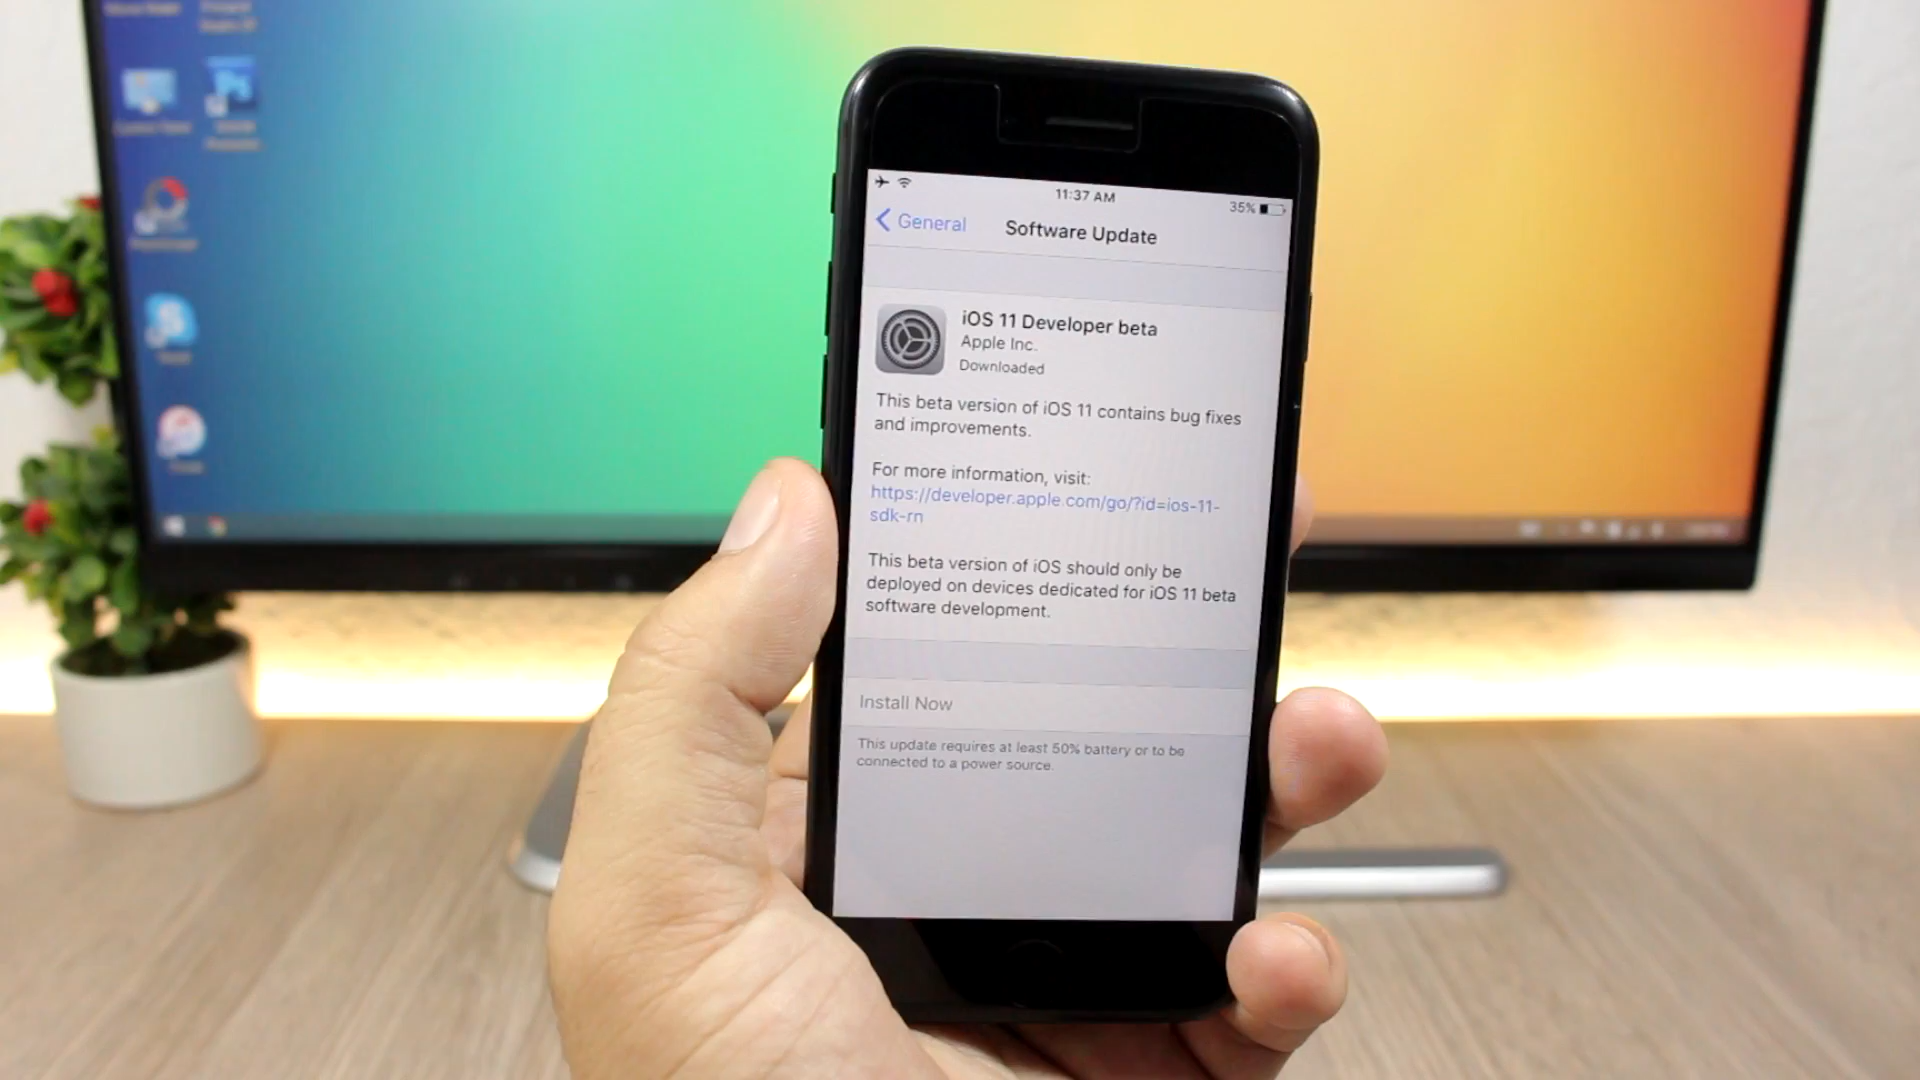 11:37 AM
35%
General
Software Update
iOS 11 Developer beta
Apple Inc.
Downloaded
This beta version of iOS 11 contains bug fixes
and improvements.
For more information, visit:
https://developer.apple.com/go/?id=ios-11-
sdk-rn
This beta version of iOS should only be
deployed on devices dedicated for iOS 11 beta
software development.
Install Now
This update requires at least 50% battery or to be
connected to a power source.
Ps
S